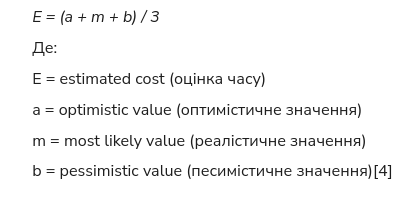 E = (a + m + b) / 3
Де:
E = estimated cost (оцінка часу)
a = optimistic value (оптимістичне значення)
m = most likely value (реалістичне значення)
b = pessimistic value (песимістичне значення)[4]